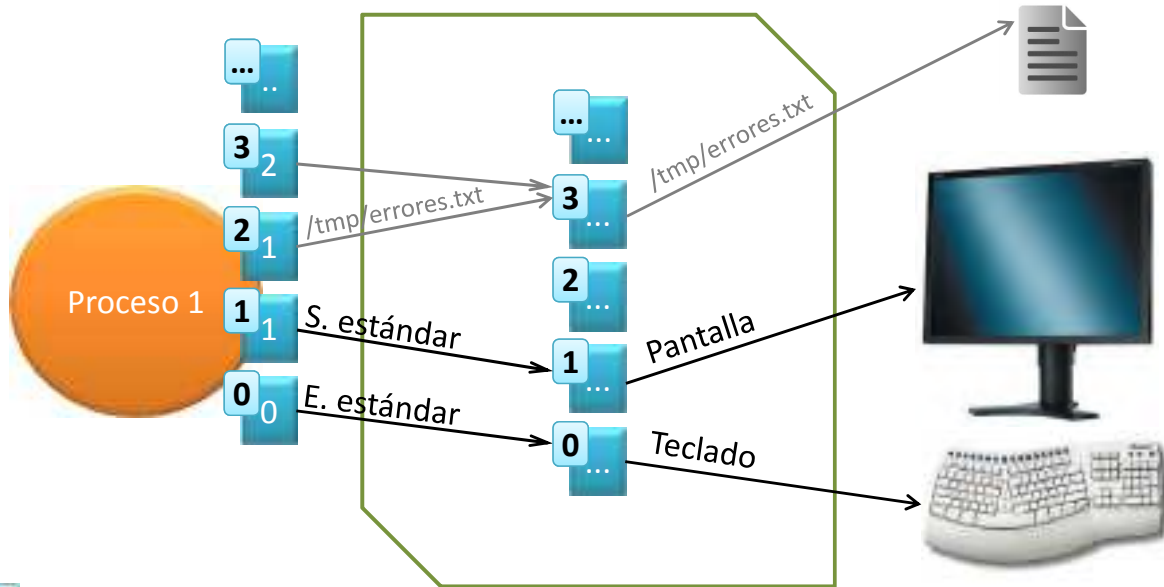 ...
..
3
2
2
1
/tmp/errores.txt
Proceso 1
1
1
S. estándar
0
0
E. estándar
...
...
3
...
/tmp/errores.txt
2
...
1
...
Pantalla
0
...
Teclado